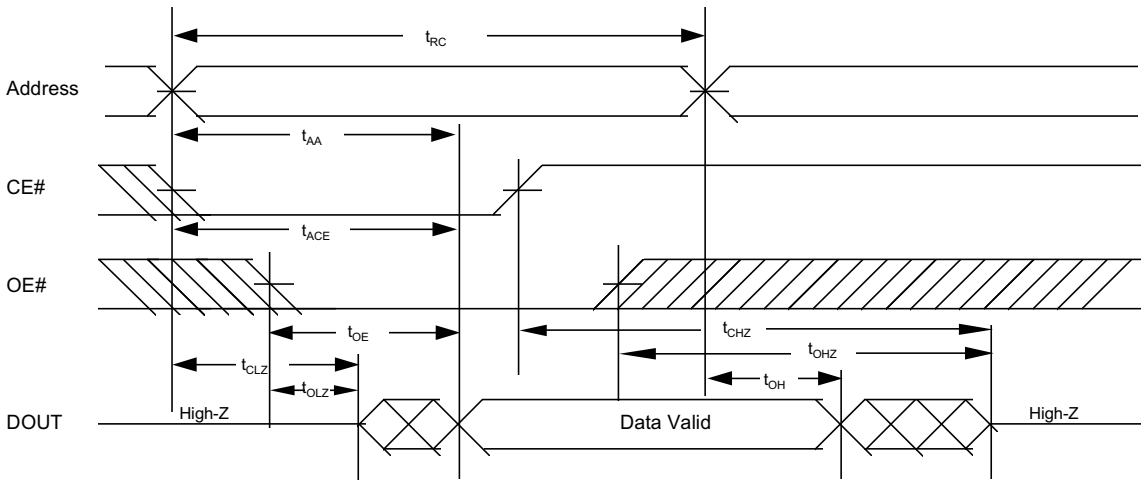 tRC
Address
tAA
CE#
tACE
OE#
tOE
tCHZ
tCLZ
tOHZ
tOLZ
tOH
DOUT
High-Z
Data Valid
High-Z